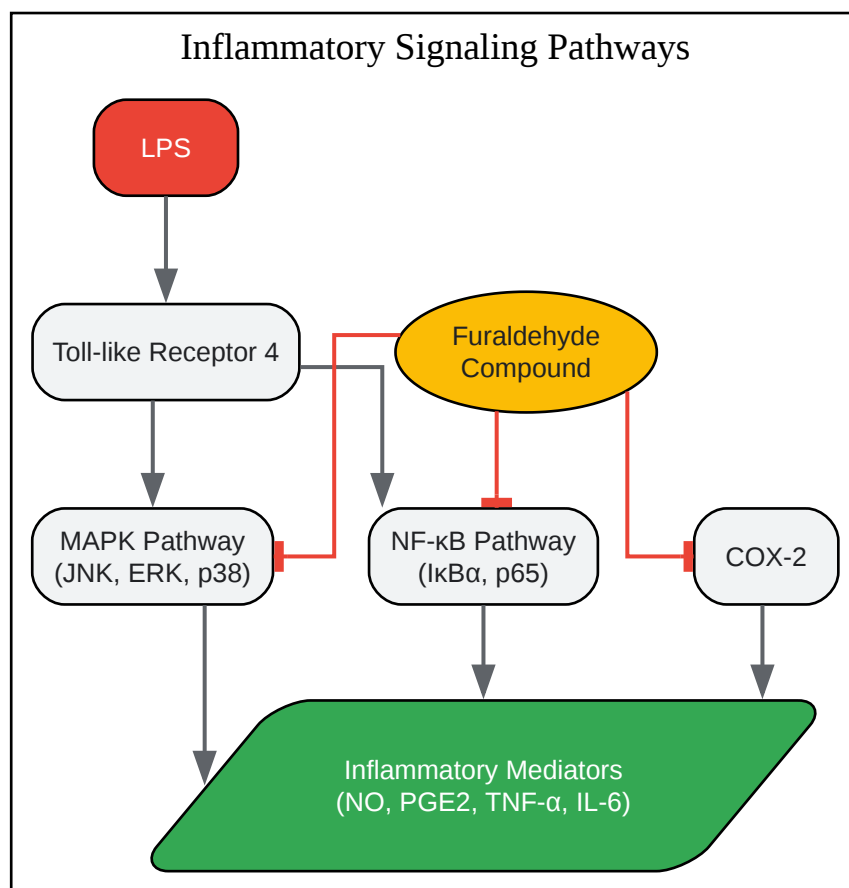 Inflammatory Signaling Pathways
LPS
Toll-like Receptor 4
Furaldehyde
Compound
MAPK Pathway
(JNK, ERK, p38)
NF-κB Pathway
(IκBα, p65)
COX-2
Inflammatory Mediators
(NO, PGE2, TNF-α, IL-6)